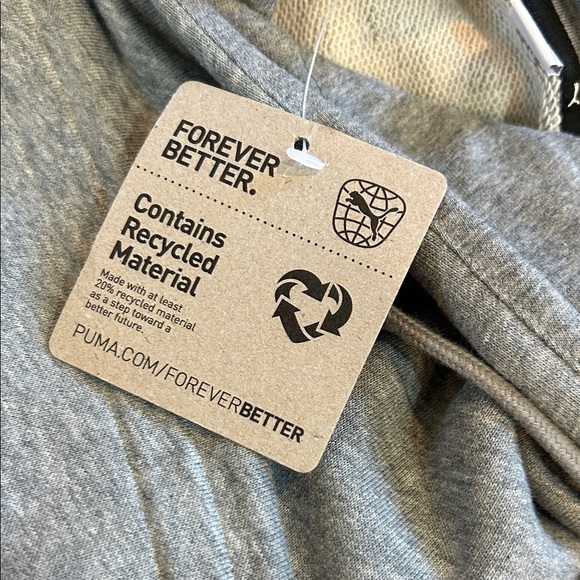 FOREVER
BETTER.
Contains
Recycled
Material
Made with at least
20% recycled material
as a step toward a
better future.
PUMA.COM/FOREVERBETTER